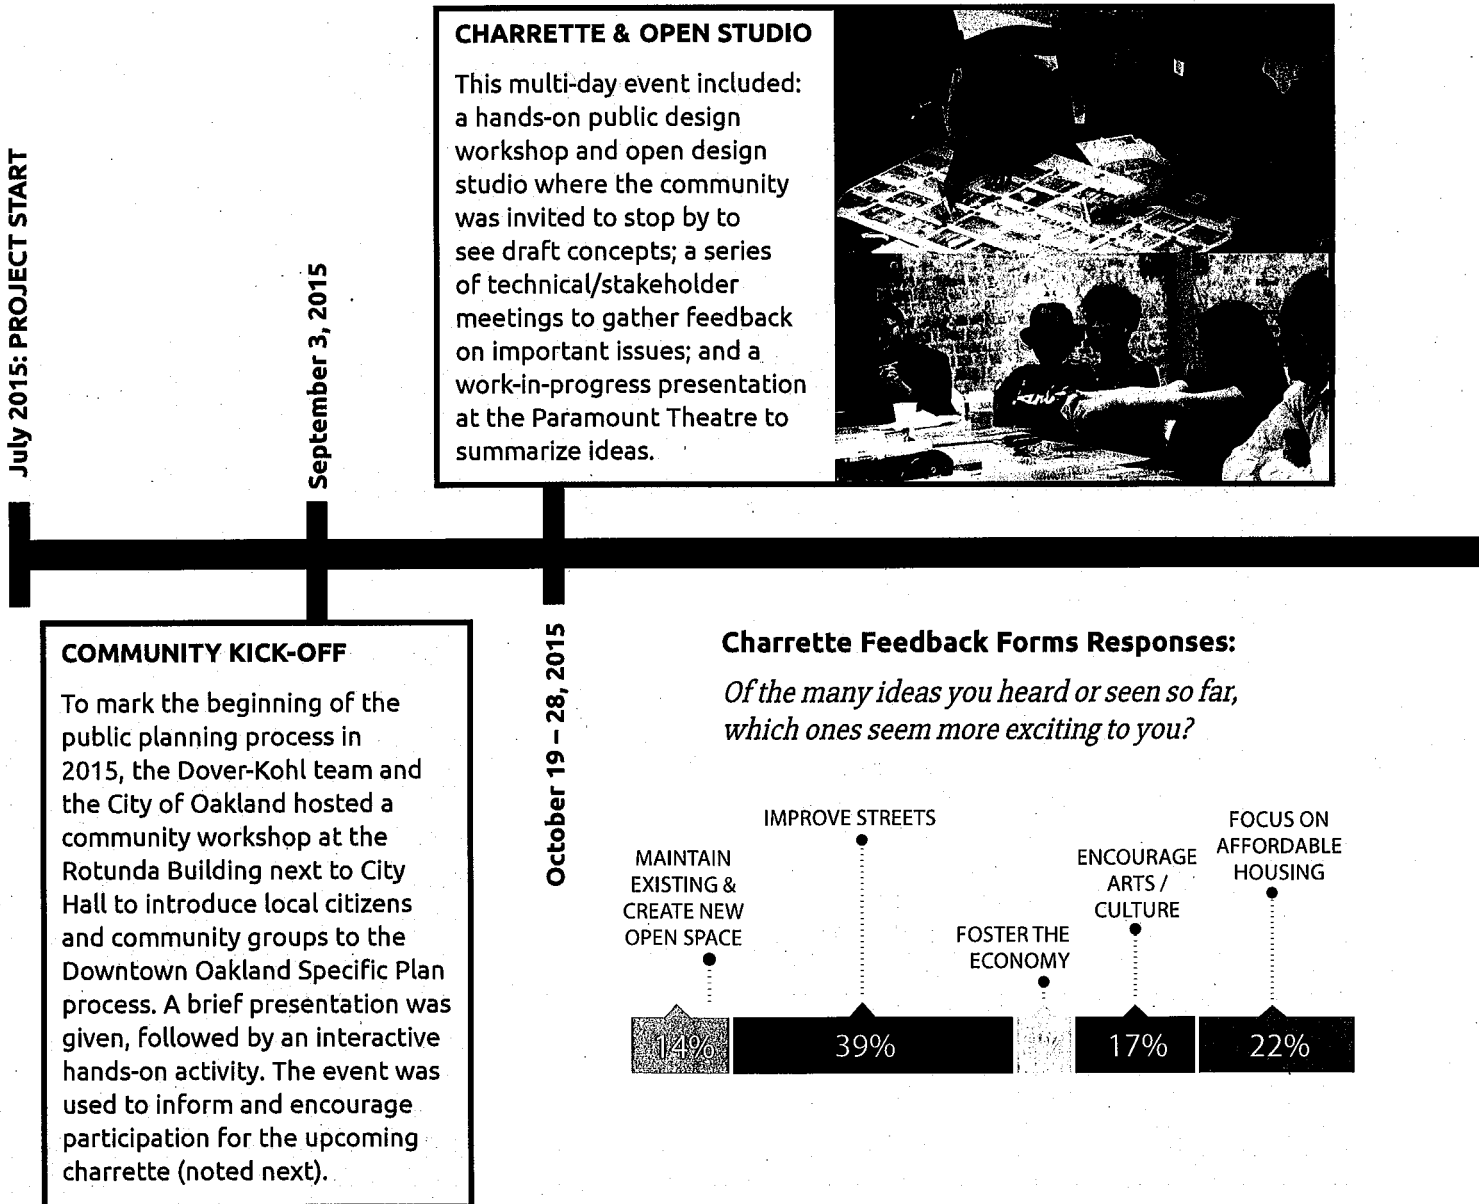 July 2015: PROJECT START
September 3, 2015
CHARRETTE & OPEN STUDIO
This multi-day event included:
a hands-on public design
workshop and open design
studio where the community
was invited to stop by to
see draft concepts; a series
of technical/stakeholder
meetings to gather feedback
on important issues; and a
work-in-progress presentation
at the Paramount Theatre to
summarize ideas.
COMMUNITY KICK-OFF
To mark the beginning of the
public planning process in
2015, the Dover-Kohl team and
the City of Oakland hosted a
community workshop at the
Rotunda Building next to City
Hall to introduce local citizens
and community groups to the
Downtown Oakland Specific Plan
process. A brief presentation was
given, followed by an interactive
hands-on activity. The event was
used to inform and encourage
participation for the upcoming
charrette (noted next).
October 19 – 28, 2015
Charrette Feedback Forms Responses:
Of the many ideas you heard or seen so far,
which ones seem more exciting to you?
MAINTAIN
EXISTING &
CREATE NEW
OPEN SPACE
IMPROVE STREETS
FOSTER THE
ECONOMY
ENCOURAGE
ARTS /
CULTURE
FOCUS ON
AFFORDABLE
HOUSING
14%
39%
17%
22%